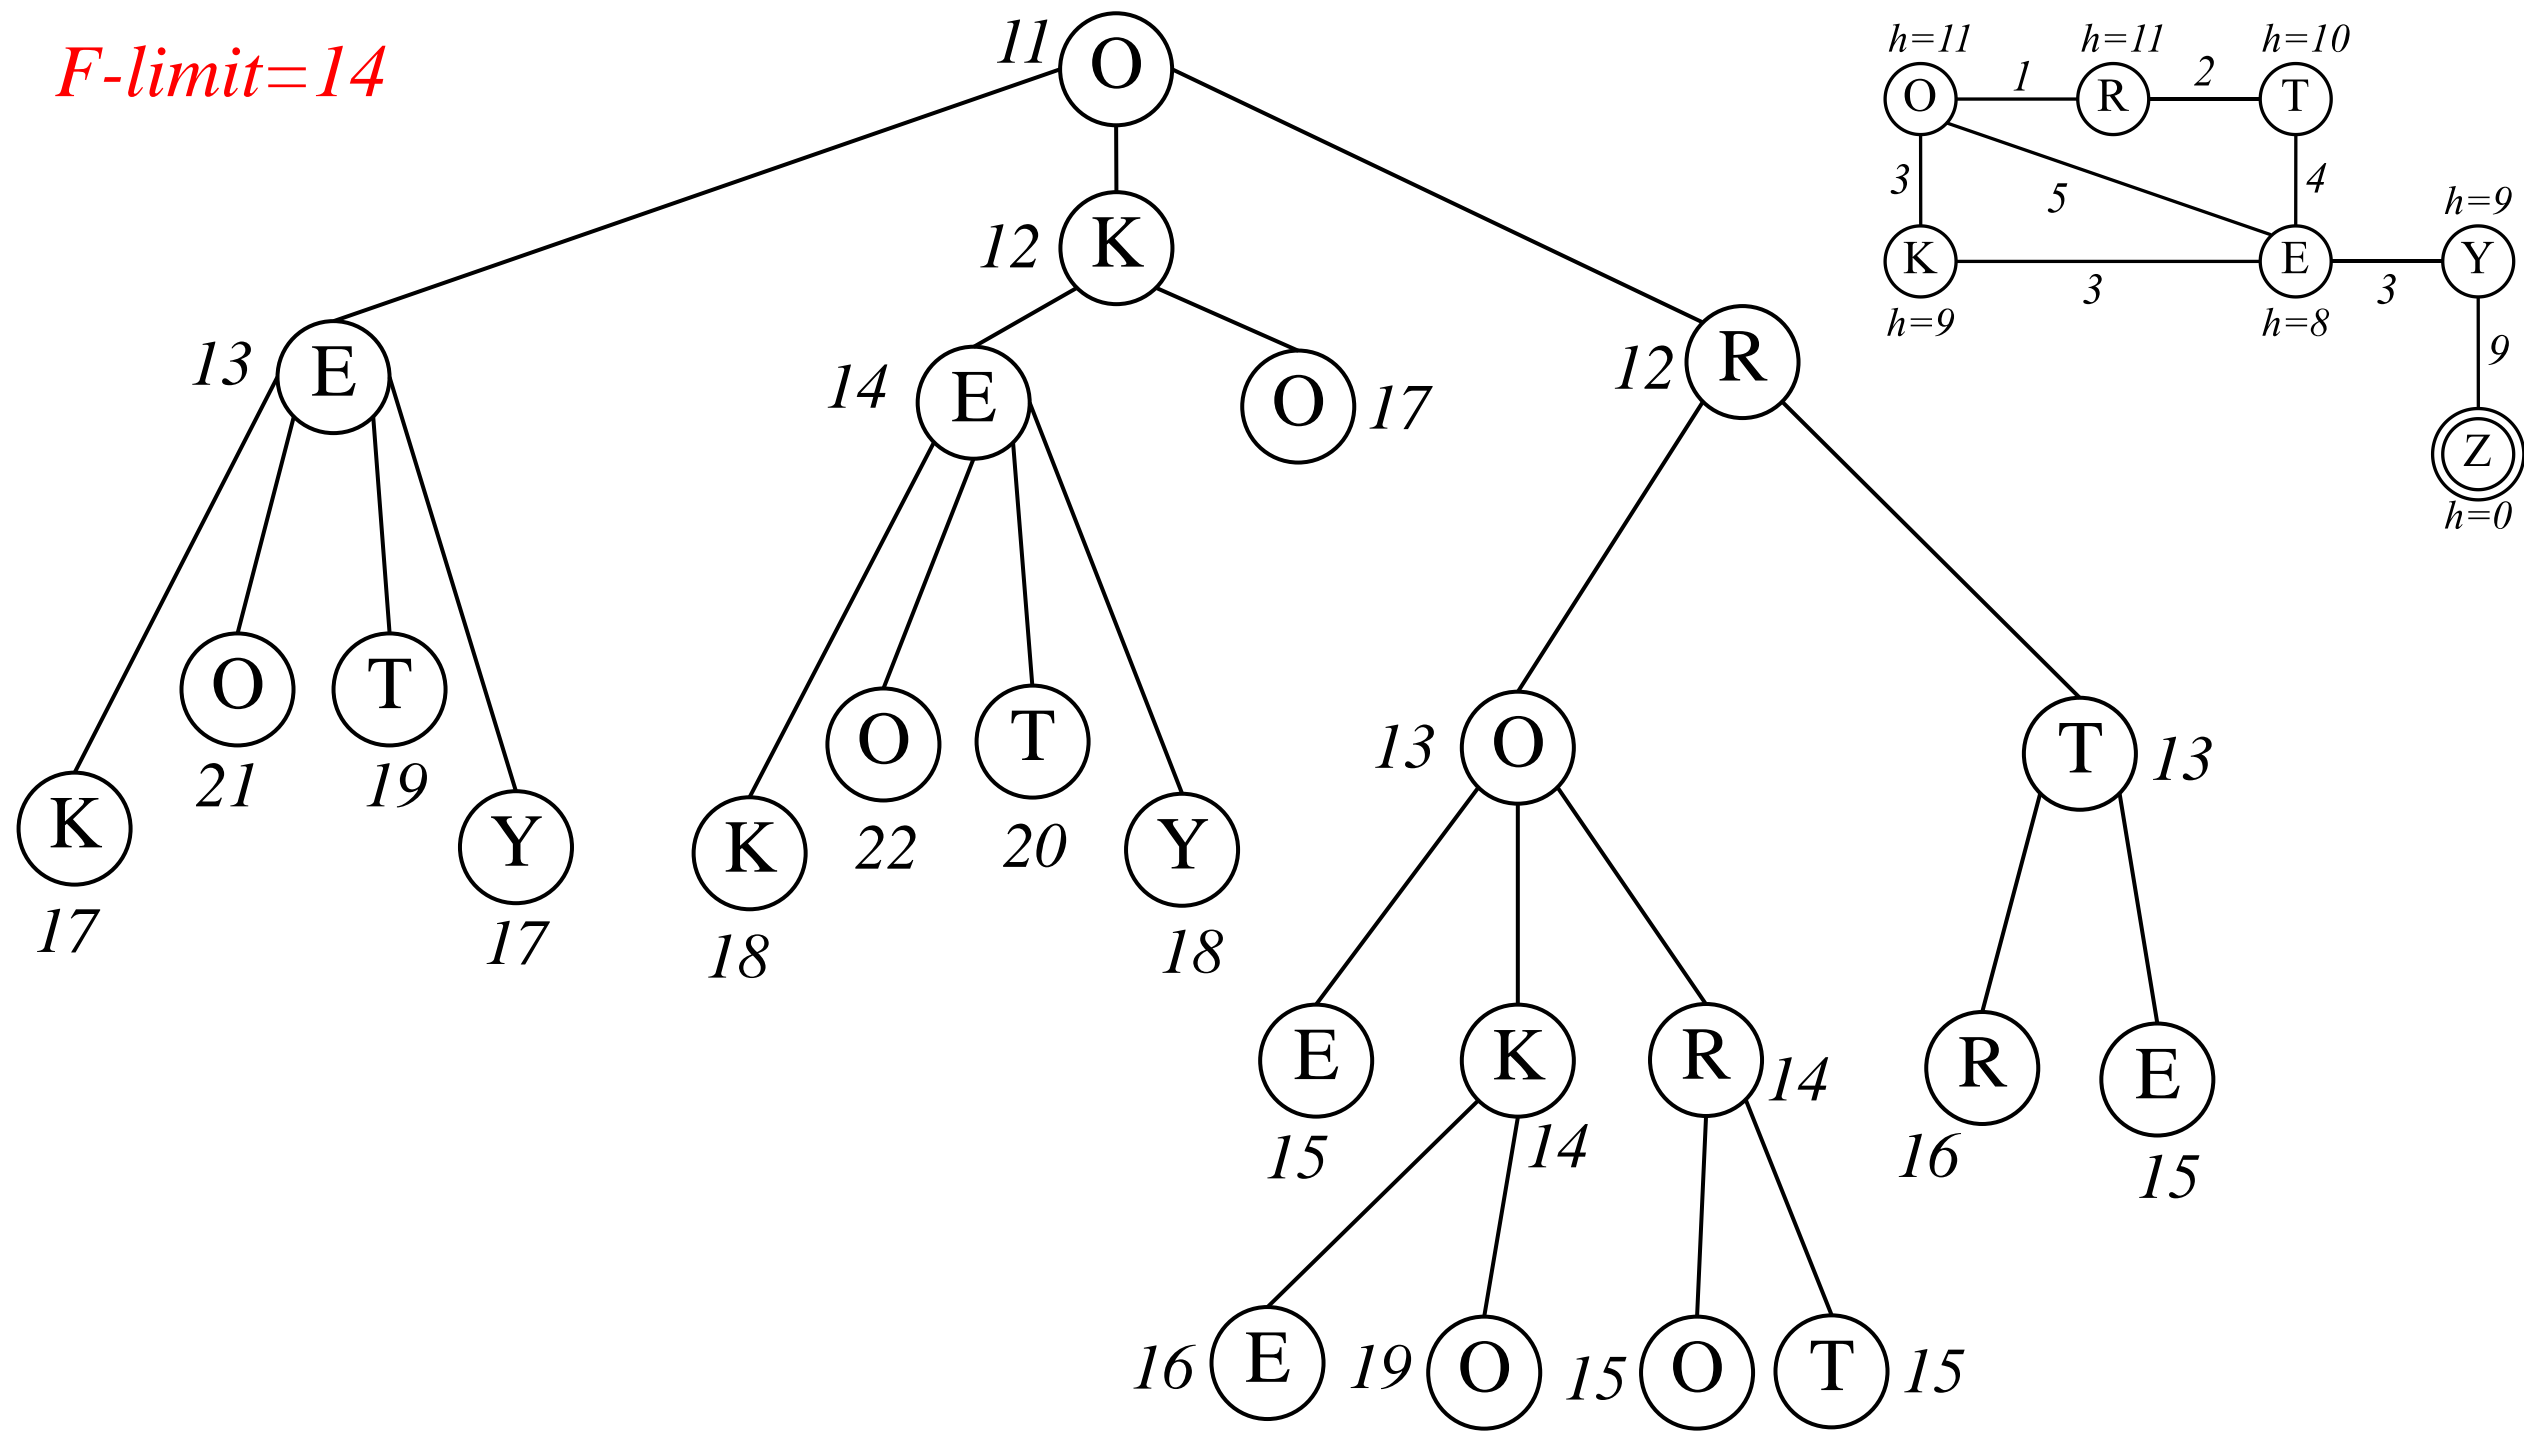 F-limit=14
11 O
h=11 h=11 h=10
O 1 R 2 T
3 5 4 h=9
K 3 E 3 Y
h=9 h=8
9
Z
h=0
12 K
13 E 14 E O 17 12 R
O T
21 19
K Y
17 17
O T
22 20
K Y
18 18
13 O T 13
E K R 14 R E
15 14 16 15
16 E 19 O 15 O T 15